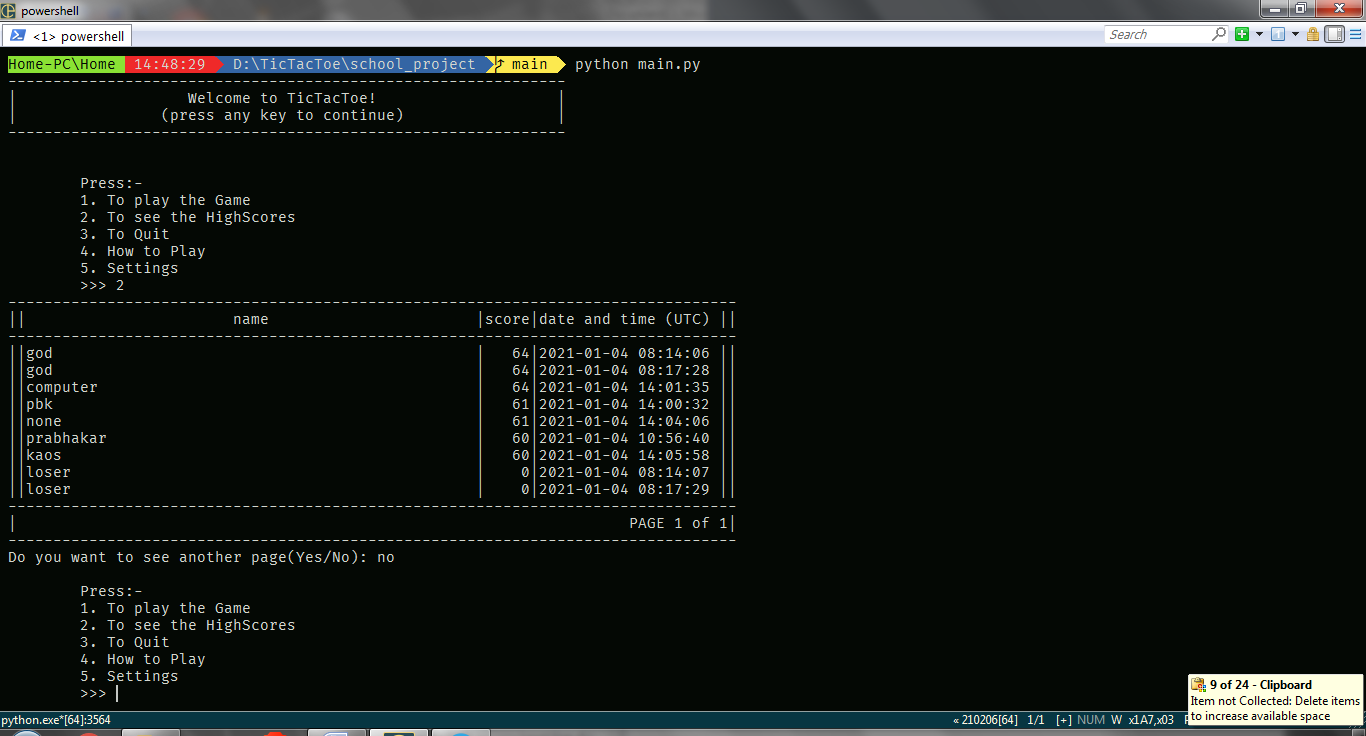 powershell
<1> powershell
Search
Home-PC\Home 14:48:29 D:\TicTacToe\school_project main python main.py
---------------------------------------------------------------
| Welcome to TicTacToe! |
| (press any key to continue) |
---------------------------------------------------------------
Press:-
1. To play the Game
2. To see the HighScores
3. To Quit
4. How to Play
5. Settings
>>> 2
---------------------------------------------------------------------------------
|| name |score|date and time (UTC) ||
---------------------------------------------------------------------------------
||god | 64|2021-01-04 08:14:06 ||
||god | 64|2021-01-04 08:17:28 ||
||computer | 64|2021-01-04 14:01:35 ||
||pbk | 61|2021-01-04 14:00:32 ||
||none | 61|2021-01-04 14:04:06 ||
||prabhakar | 60|2021-01-04 10:56:40 ||
||kaos | 60|2021-01-04 14:05:58 ||
||loser | 0|2021-01-04 08:14:07 ||
||loser | 0|2021-01-04 08:17:29 ||
---------------------------------------------------------------------------------
| PAGE 1 of 1|
---------------------------------------------------------------------------------
Do you want to see another page(Yes/No): no
Press:-
1. To play the Game
2. To see the HighScores
3. To Quit
4. How to Play
5. Settings
>>>
9 of 24 - Clipboard
Item not Collected: Delete items
to increase available space
python.exe*[64]:3564 « 210206[64] 1/1 [+] NUM W x1A7,x03